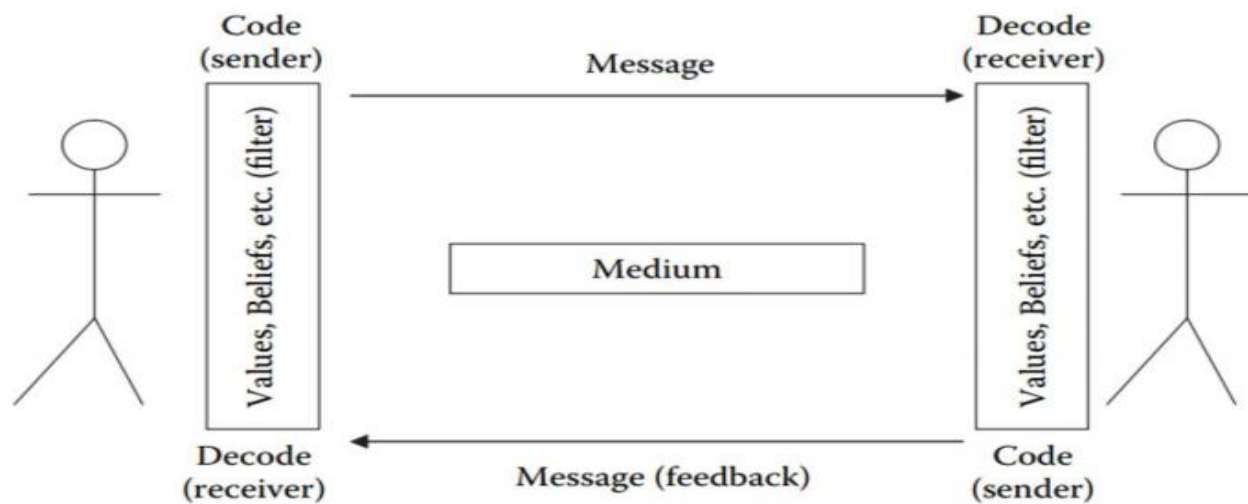 Code
(sender)
Decode
(receiver)
Message
Values, Beliefs, etc. (filter)
Medium
Values, Beliefs, etc. (filter)
Decode
(receiver)
Message (feedback)
Code
(sender)